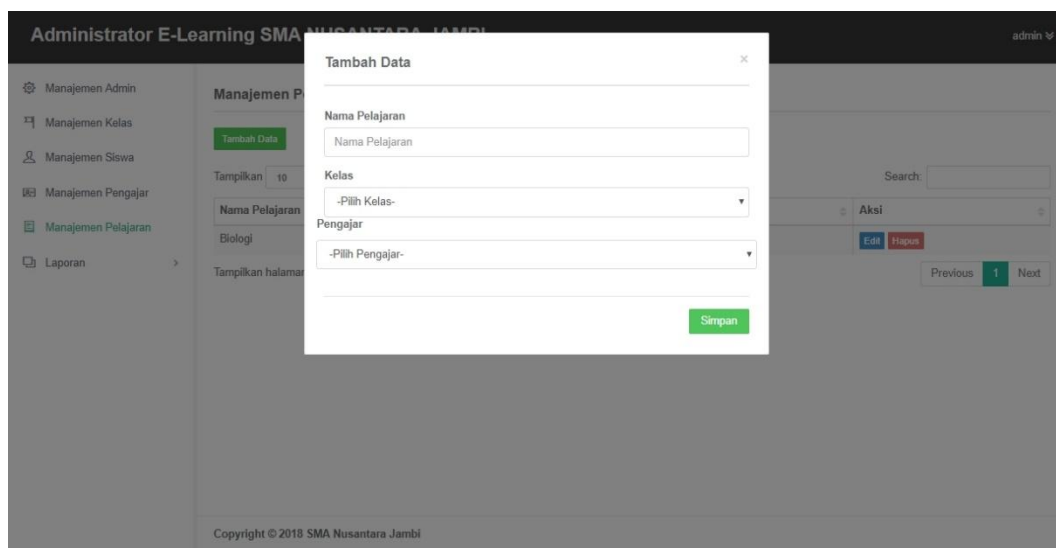 Administrator E-Learning SMA NUSANTARA JAMBI
admin
Tambah Data
×
Manajemen Admin
Manajemen Kelas
Manajemen Siswa
Manajemen Pengajar
Manajemen Pelajaran
Laporan
Manajemen P
Tambah Data
Tampilkan 10
Search:
Nama Pelajaran
Aksi
Biologi
Edit Hapus
Tampilkan halaman
Previous 1 Next
Nama Pelajaran
Nama Pelajaran
Kelas
-Pilih Kelas-
Pengajar
-Pilih Pengajar-
Simpan
Copyright © 2018 SMA Nusantara Jambi